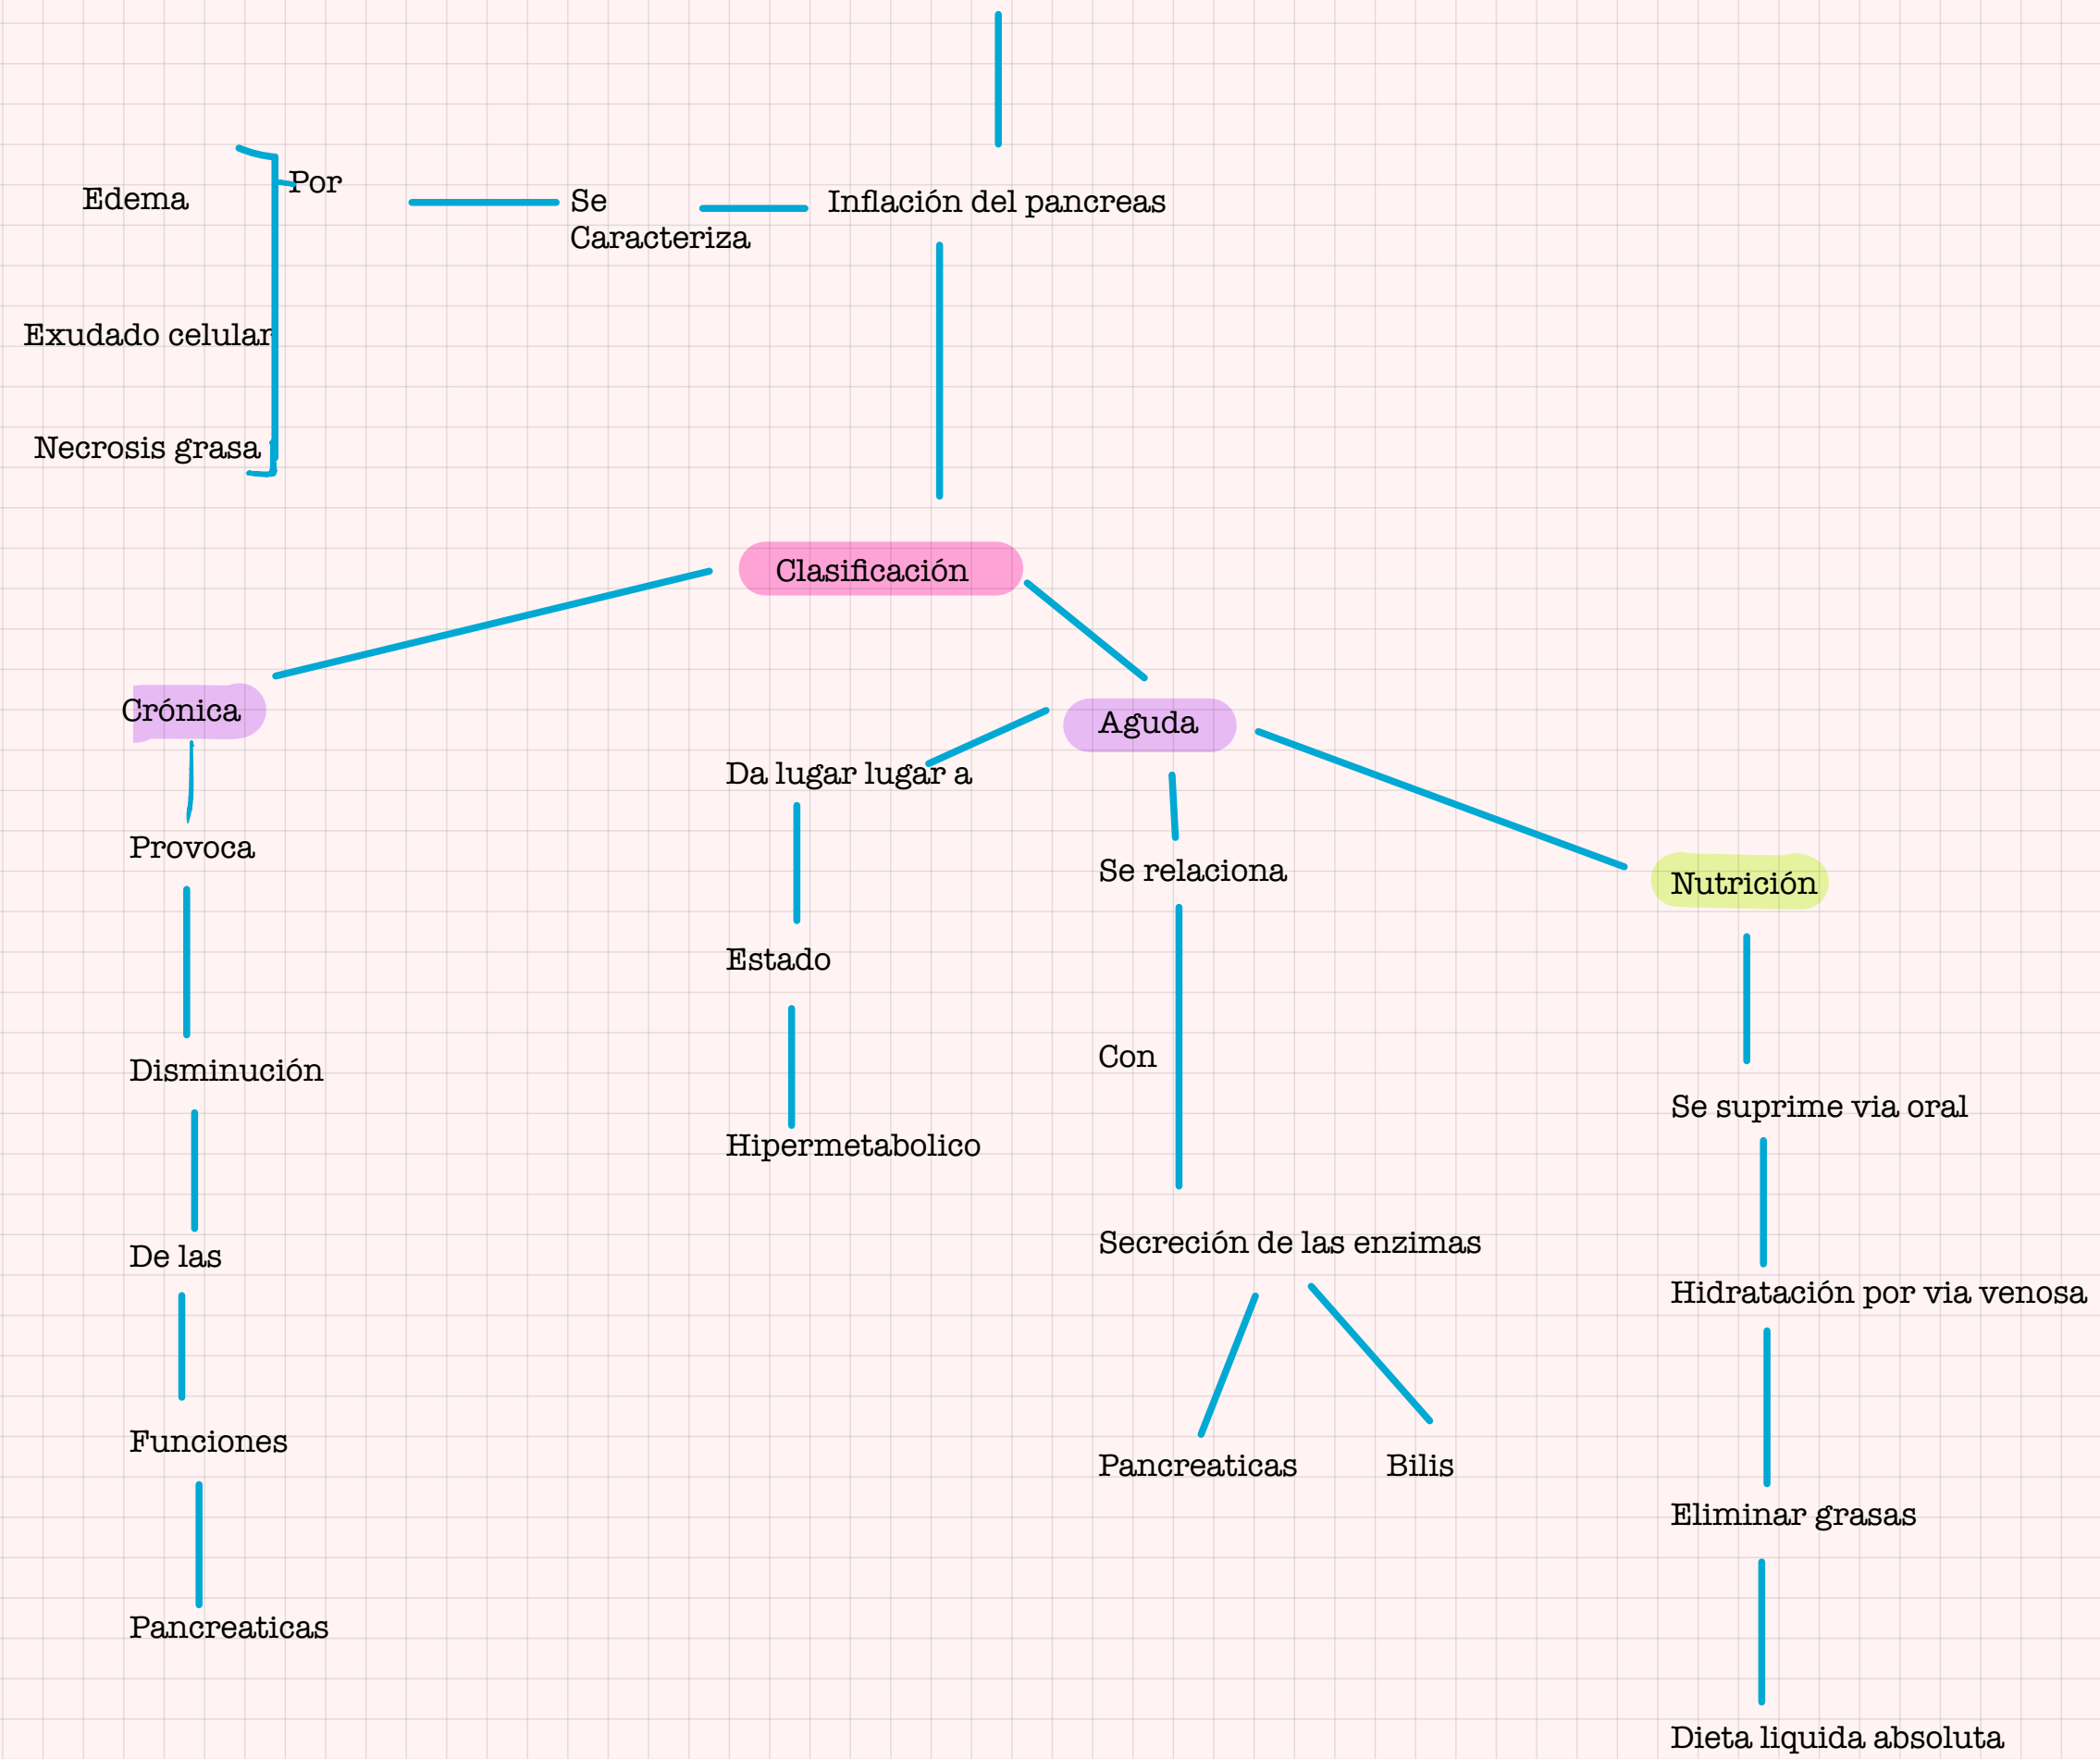 Por
Edema
Se
Caracteriza
Inflación del pancreas
Exudado celular
Necrosis grasa
Clasificación
Crónica
Aguda
Da lugar lugar a
Provoca
Se relaciona
Nutrición
Estado
Con
Disminución
Se suprime via oral
Hipermetabolico
Secreción de las enzimas
De las
Hidratación por via venosa
Funciones
Pancreaticas
Bilis
Eliminar grasas
Pancreaticas
Dieta liquida absoluta